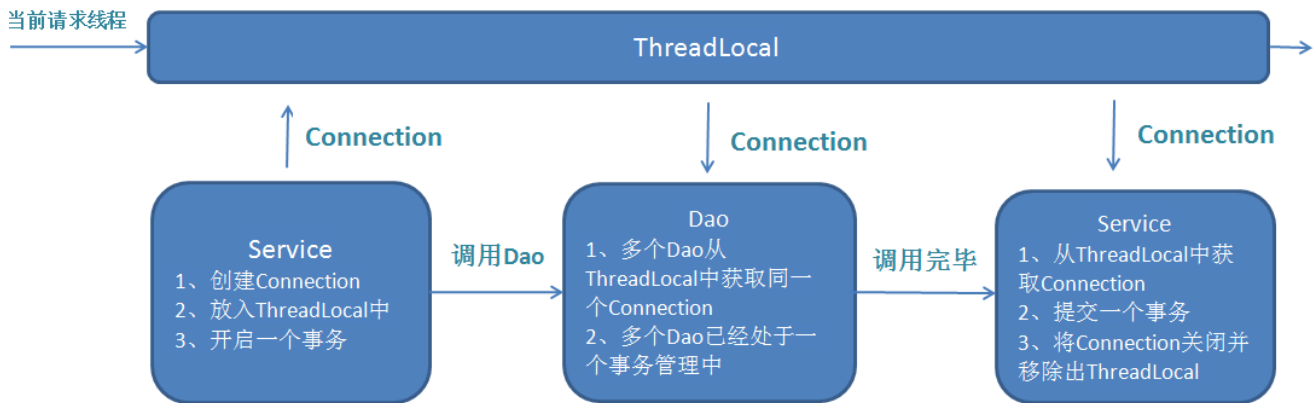 当前请求线程
ThreadLocal
Connection
Connection
Connection
Service
1、创建Connection
2、放入ThreadLocal中
3、开启一个事务
调用Dao
Dao
1、多个Dao从
ThreadLocal中获取同一
个Connection
2、多个Dao已经处于一
个事务管理中
调用完毕
Service
1、从ThreadLocal中获
取Connection
2、提交一个事务
3、将Connection关闭并
移除出ThreadLocal